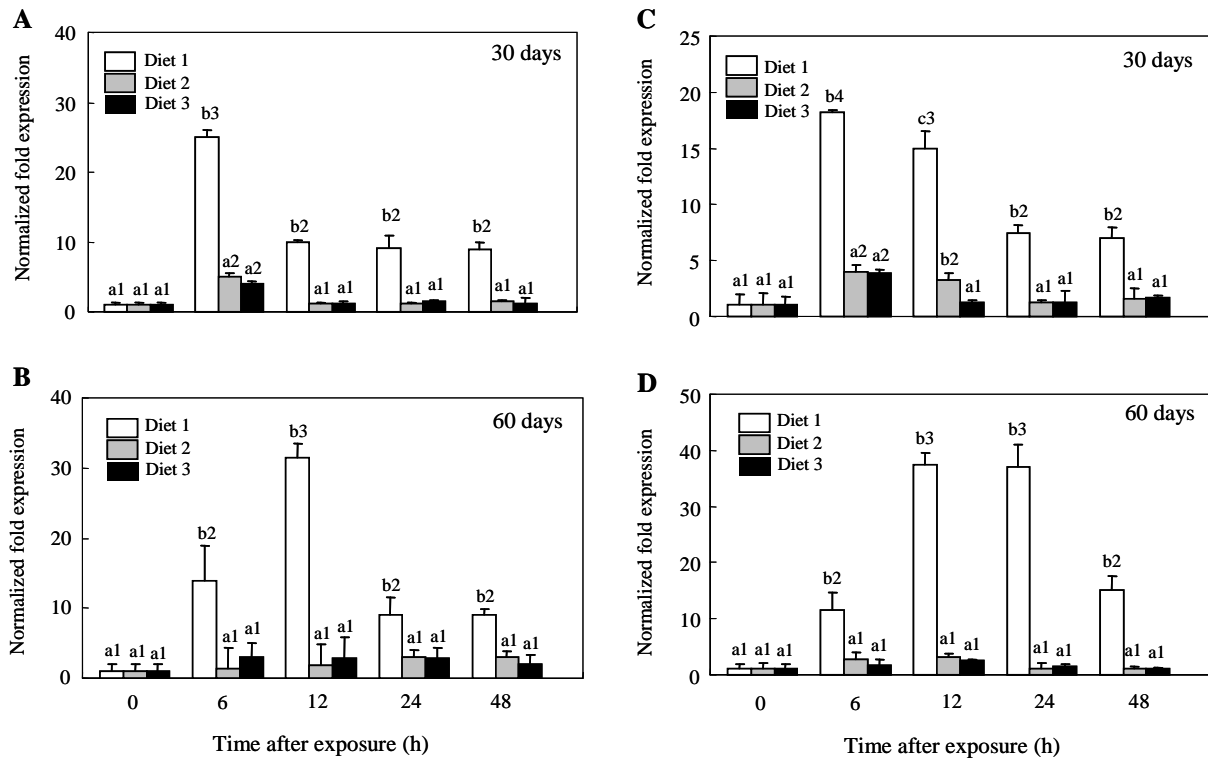 A
Normalized fold expression
40
30
20
10
0
30 days
Diet 1
Diet 2
Diet 3
a1 a1 a1
b3
a2 a2
b2
a1 a1
b2
a1 a1
b2
a1 a1
B
Normalized fold expression
40
30
20
10
0
60 days
Diet 1
Diet 2
Diet 3
a1 a1 a1
b2
a1 a1
b3
a1 a1
b2
a1 a1
b2
a1 a1
0 6 12 24 48
Time after exposure (h)
C
Normalized fold expression
25
20
15
10
5
0
30 days
Diet 1
Diet 2
Diet 3
a1 a1 a1
b4
a2 a2
c3
b2
a1
b2
a1 a1
b2
a1 a1
D
Normalized fold expression
50
40
30
20
10
0
60 days
Diet 1
Diet 2
Diet 3
a1 a1 a1
b2
a1 a1
b3
a1 a1
b3
a1 a1
b2
a1 a1
0 6 12 24 48
Time after exposure (h)